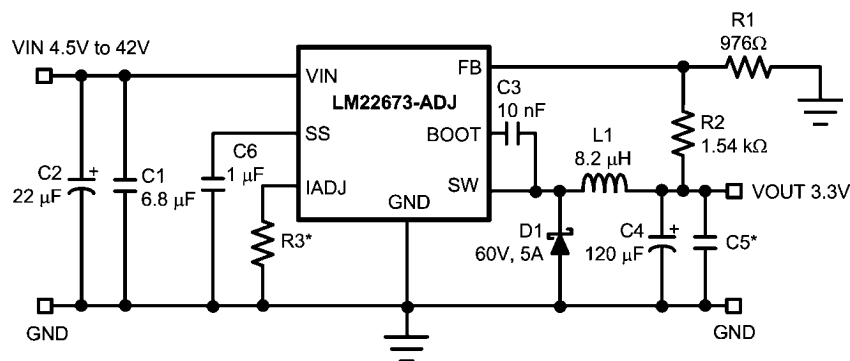 VIN 4.5V to 42V
VIN
FB
LM22673-ADJ
SS
BOOT
IADJ
SW
GND
R1
976Ω
C3
10 nF
R2
1.54 kΩ
L1
8.2 μH
C2
+
22 μF
C1
6.8 μF
C6
1 μF
R3*
D1
60V, 5A
C4
+
120 μF
C5*
VOUT 3.3V
GND
GND